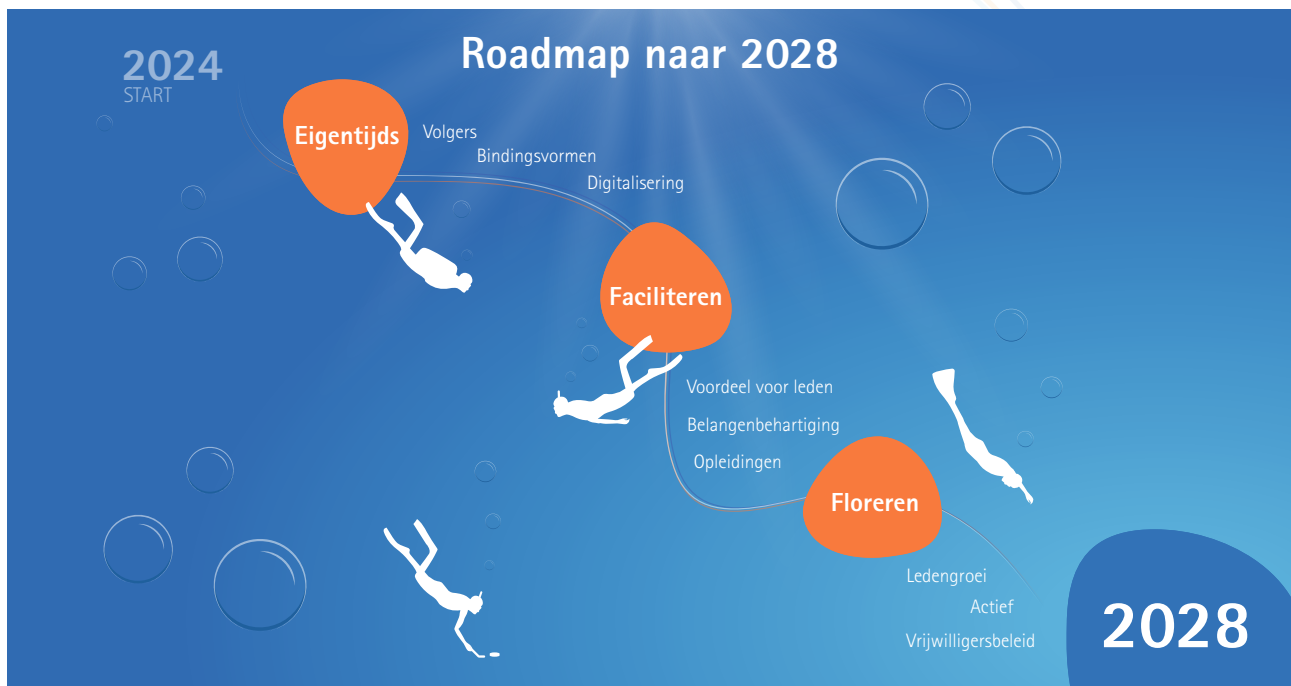 Roadmap naar 2028
2024
START
Eigentijds
Volgers
Bindingsvormen
Digitalisering
Faciliteren
Voordeel voor leden
Belangenbehartiging
Opleidingen
Floreren
Ledengroei
Actief
Vrijwilligersbeleid
2028